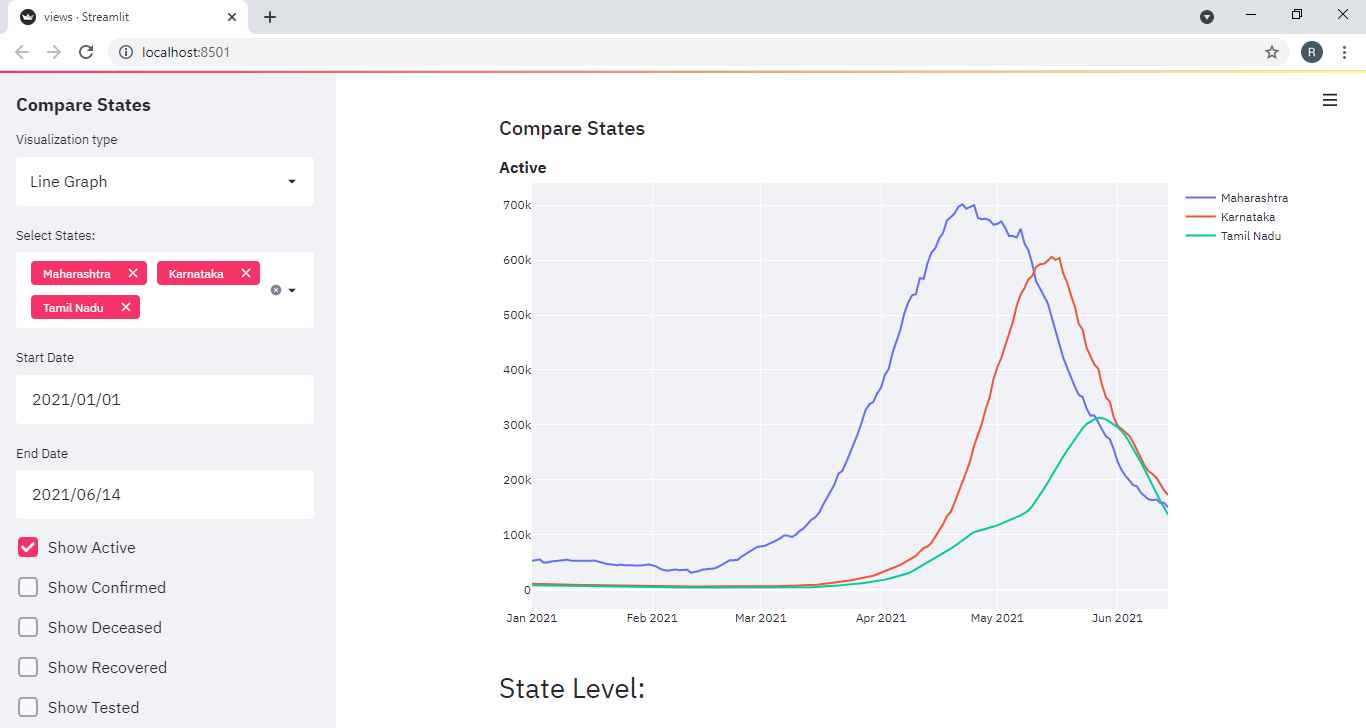 views · Streamlit
localhost:8501
R
Compare States
Visualization type
Line Graph
Select States:
Maharashtra
Karnataka
Tamil Nadu
Start Date
2021/01/01
End Date
2021/06/14
Show Active
Show Confirmed
Show Deceased
Show Recovered
Show Tested
Compare States
Active
700k
600k
500k
400k
300k
200k
100k
0
Jan 2021 Feb 2021 Mar 2021 Apr 2021 May 2021 Jun 2021
Maharashtra
Karnataka
Tamil Nadu
State Level: